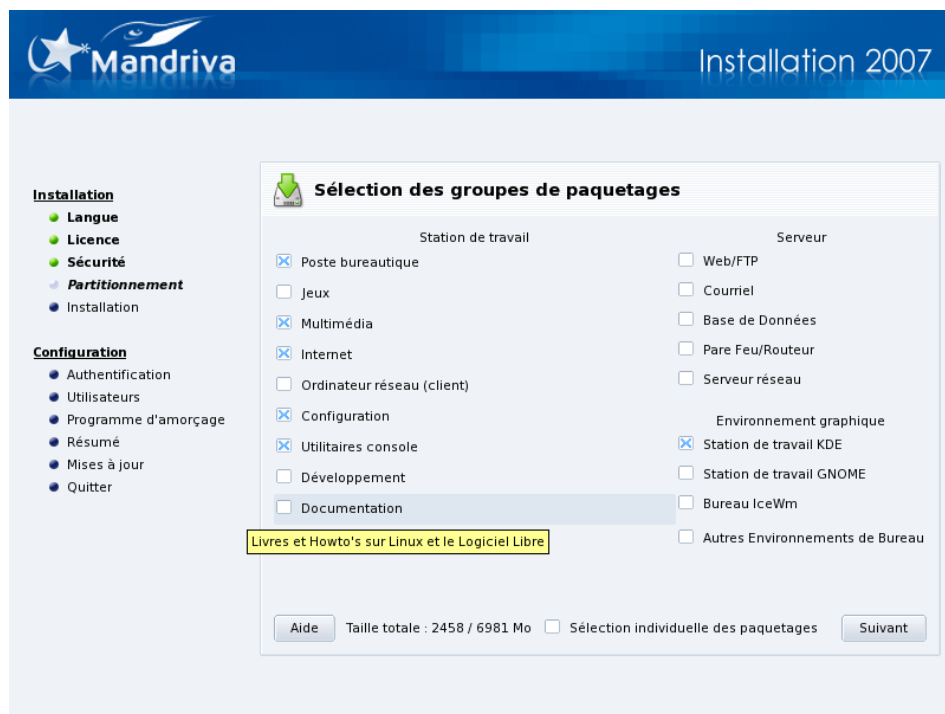 Mandriva
Installation 2007
Installation
Langue
Licence
Sécurité
Partitionnement
Installation
Configuration
Authentification
Utilisateurs
Programme d'amorçage
Résumé
Mises à jour
Quitter
Sélection des groupes de paquetages
Station de travail
Poste bureautique
Jeux
Multimédia
Internet
Ordinateur réseau (client)
Configuration
Utilitaires console
Développement
Documentation
Livres et Howto's sur Linux et le Logiciel Libre
Serveur
Web/FTP
Courriel
Base de Données
Pare Feu/Routeur
Serveur réseau
Environnement graphique
Station de travail KDE
Station de travail GNOME
Bureau IceWm
Autres Environnements de Bureau
Aide Taille totale : 2458 / 6981 Mo Sélection individuelle des paquetages Suivant